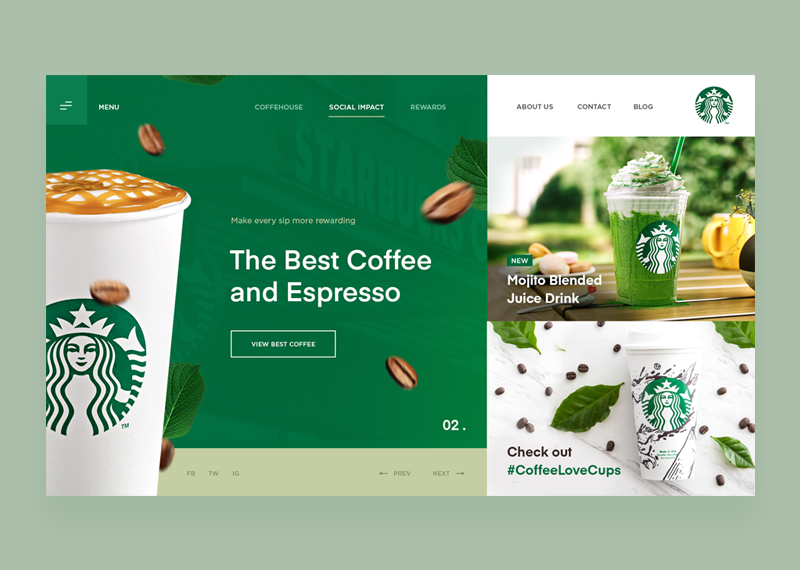 MENU
COFFEHOUSE
SOCIAL IMPACT
REWARDS
ABOUT US
CONTACT
BLOG
STARBUCKS
Make every sip more rewarding
The Best Coffee
and Espresso
VIEW BEST COFFEE
02 .
FB
TW
IG
PREV
NEXT
TM
NEW
Mojito Blended
Juice Drink
Check out
#CoffeeLoveCups